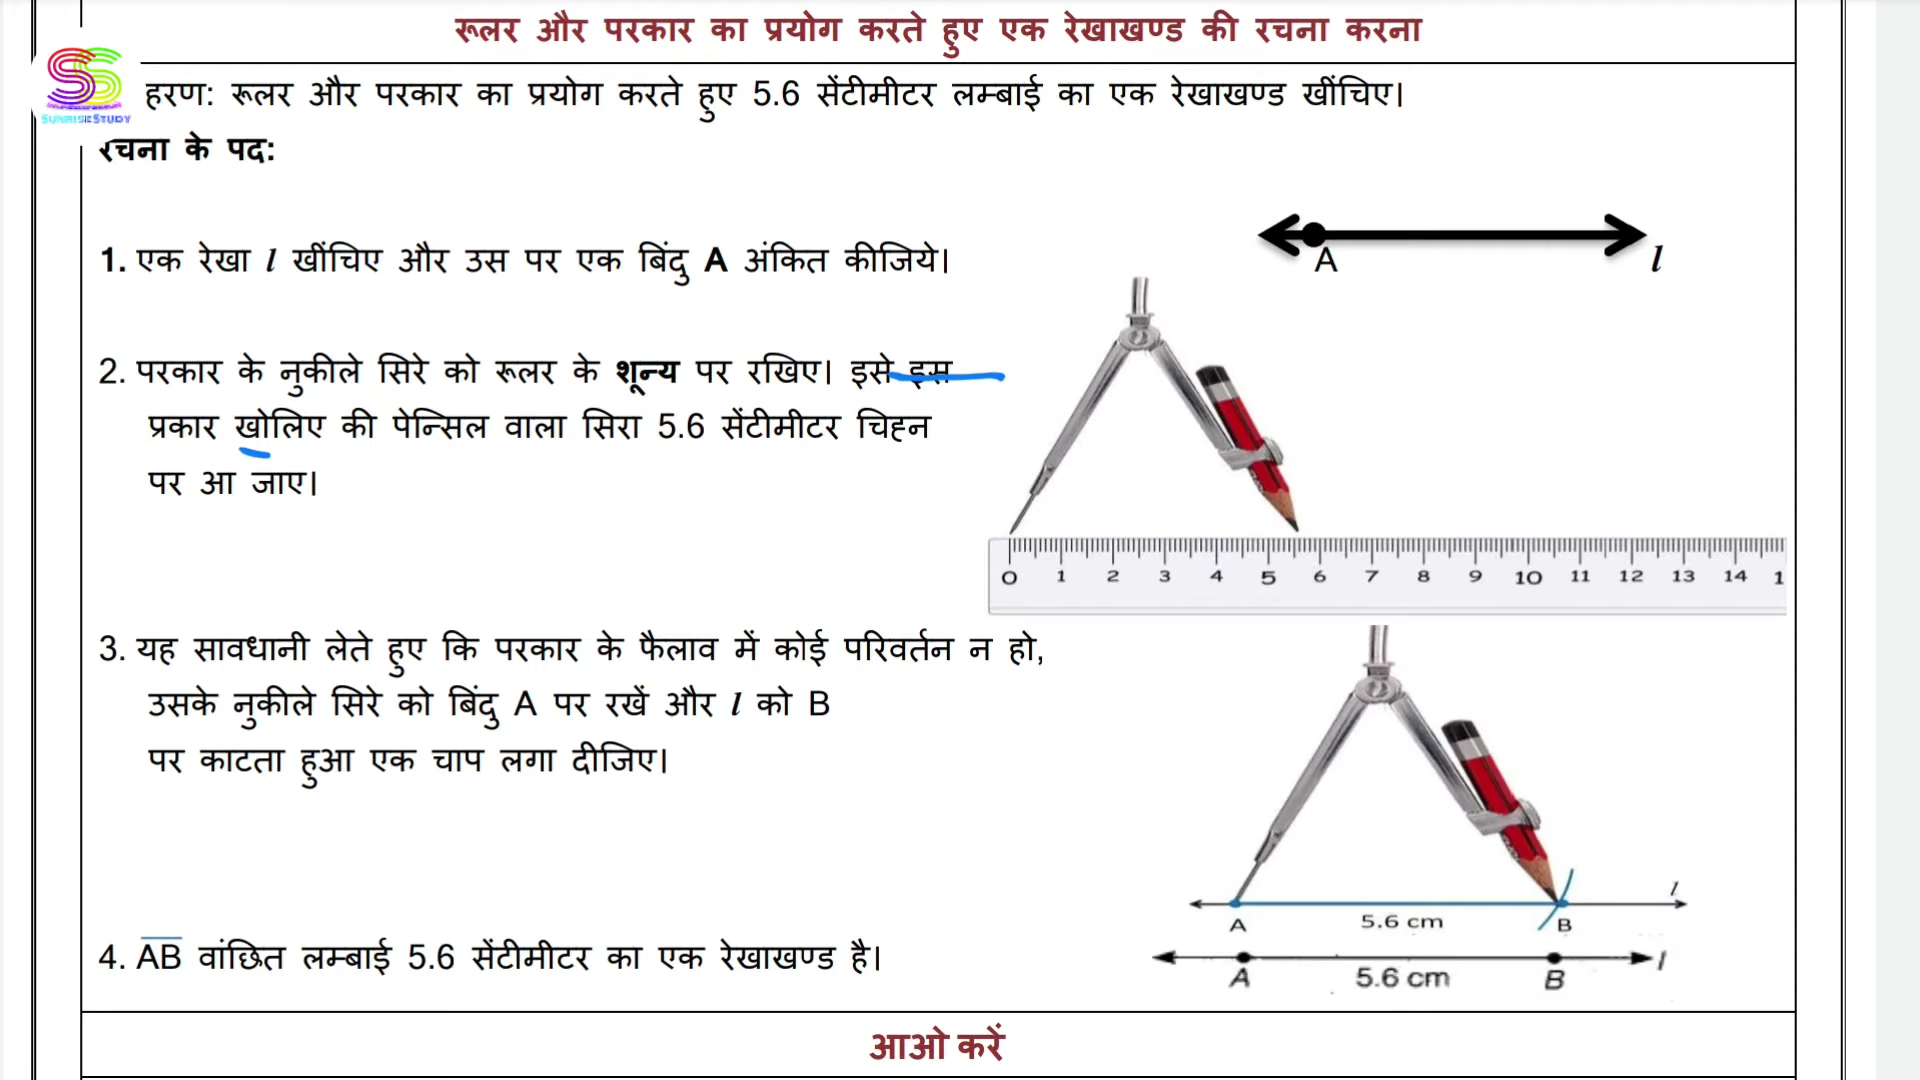 रूलर और परकार का प्रयोग करते हुए एक रेखाखण्ड की रचना करना
SUNRISESTUDY
हरण: रूलर और परकार का प्रयोग करते हुए 5.6 सेंटीमीटर लम्बाई का एक रेखाखण्ड खींचिए।
रचना के पद:
1. एक रेखा l खींचिए और उस पर एक बिंदु A अंकित कीजिये।
A
l
2. परकार के नुकीले सिरे को रूलर के शून्य पर रखिए। इसे इस
प्रकार खोलिए की पेन्सिल वाला सिरा 5.6 सेंटीमीटर चिह्न
पर आ जाए।
0 1 2 3 4 5 6 7 8 9 10 11 12 13 14 1
3. यह सावधानी लेते हुए कि परकार के फैलाव में कोई परिवर्तन न हो,
उसके नुकीले सिरे को बिंदु A पर रखें और l को B
पर काटता हुआ एक चाप लगा दीजिए।
l
A 5.6 cm B
4. A̅B̅ वांछित लम्बाई 5.6 सेंटीमीटर का एक रेखाखण्ड है।
l
A 5.6 cm B
आओ करें